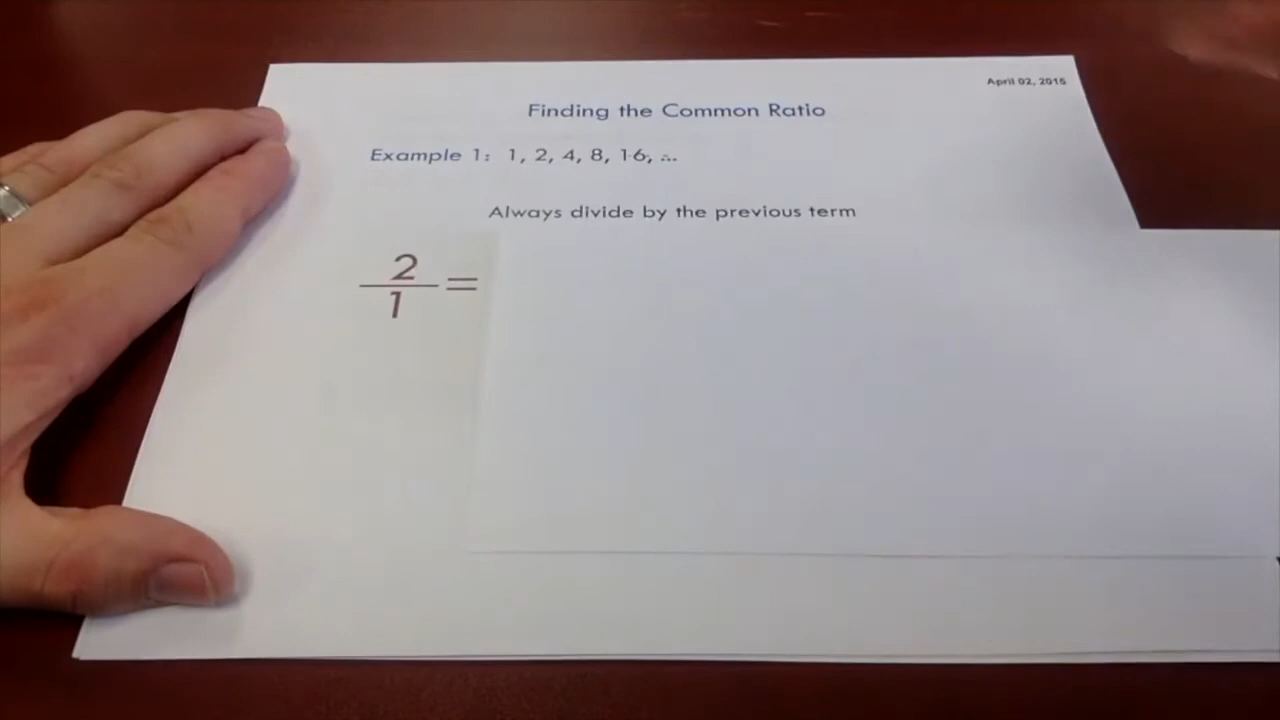 April 02, 2015
Finding the Common Ratio
Example 1: 1, 2, 4, 8, 16, ...
Always divide by the previous term
2
1
=